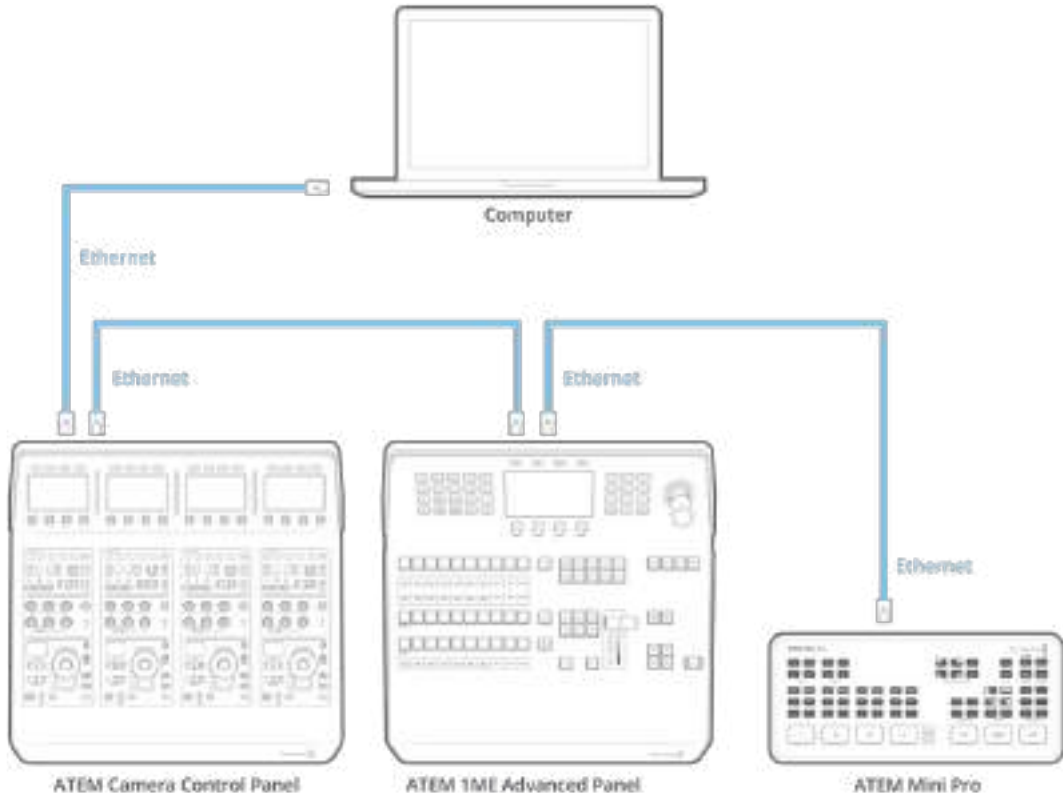 Computer
Ethernet
Ethernet
Ethernet
Ethernet
ATEM Camera Control Panel
ATEM 1ME Advanced Panel
ATEM Mini Pro